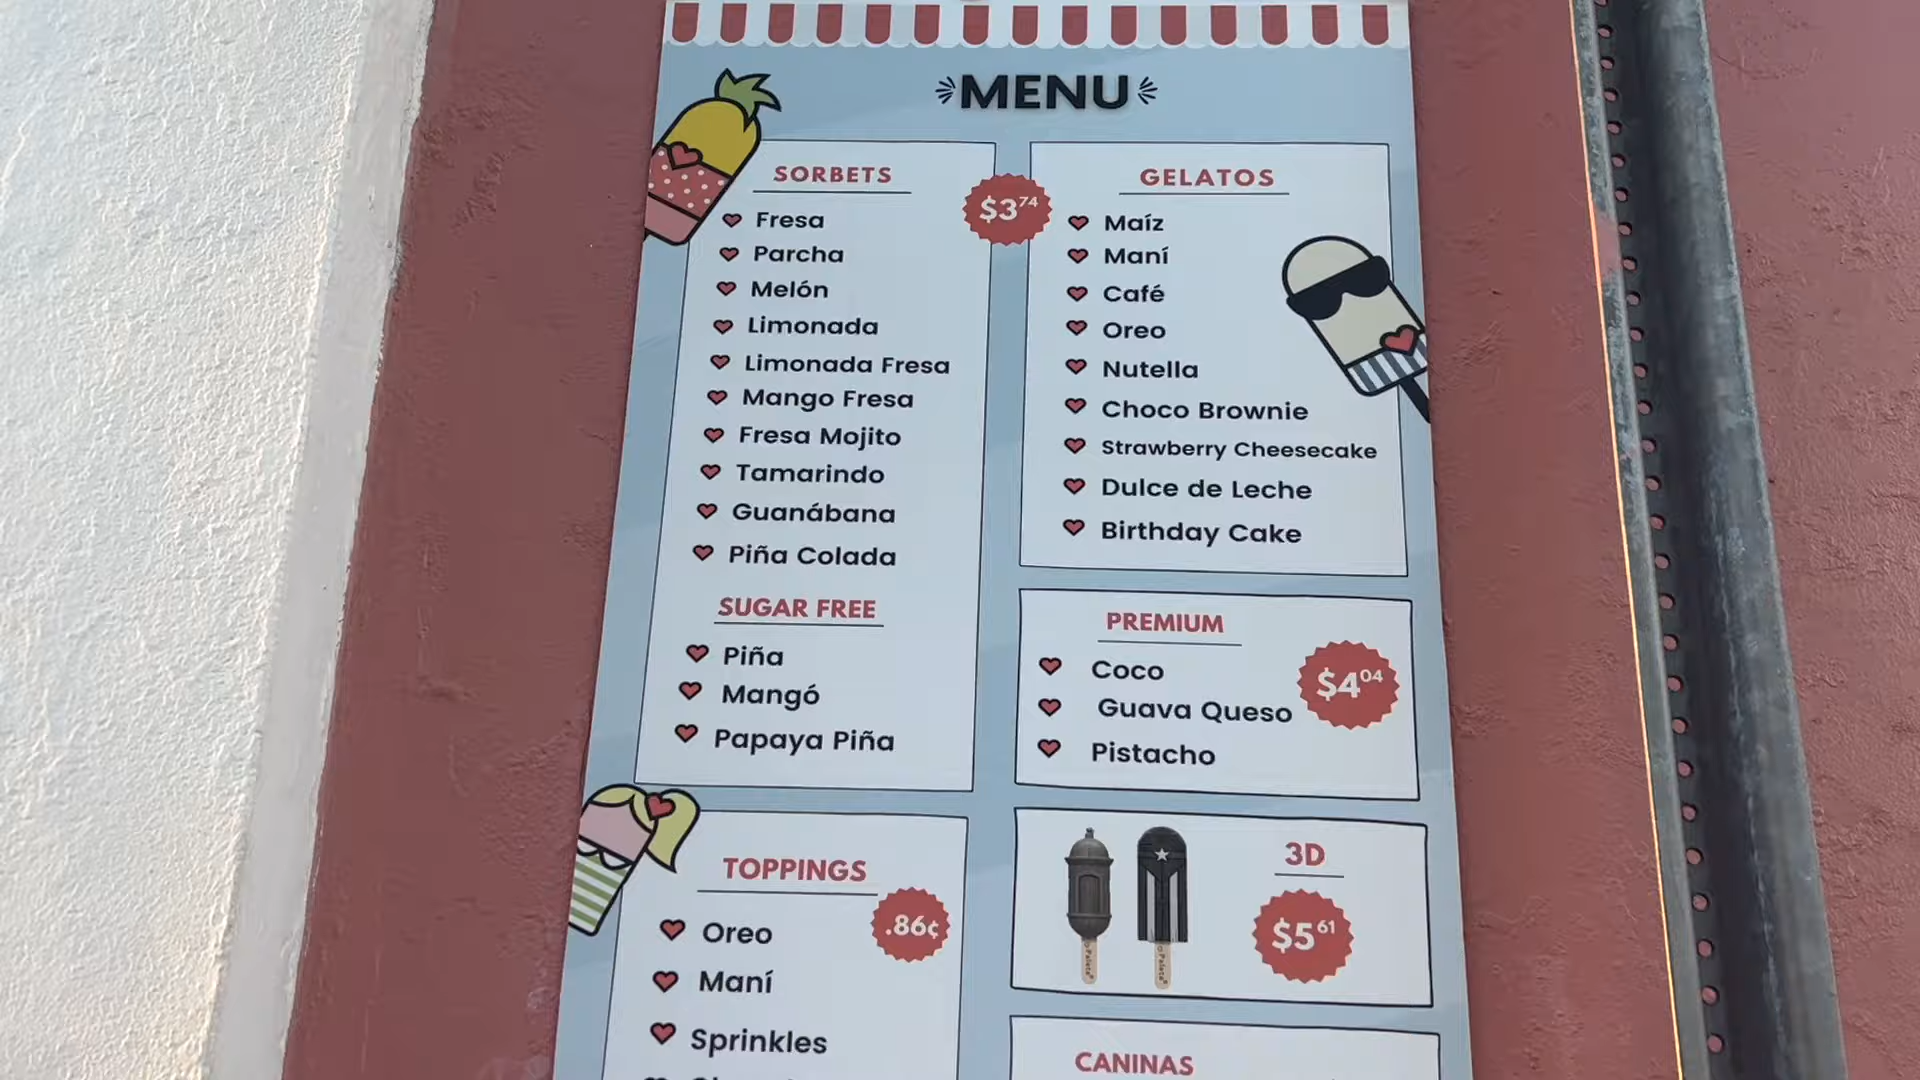 MENU
SORBETS
Fresa
Parcha
Melón
Limonada
Limonada Fresa
Mango Fresa
Fresa Mojito
Tamarindo
Guanábana
Piña Colada
SUGAR FREE
Piña
Mangó
Papaya Piña
$3.74
GELATOS
Maíz
Maní
Café
Oreo
Nutella
Choco Brownie
Strawberry Cheesecake
Dulce de Leche
Birthday Cake
PREMIUM
Coco
Guava Queso
Pistacho
$4.04
TOPPINGS
.86¢
Oreo
Maní
Sprinkles
3D
$5.61
CANINAS